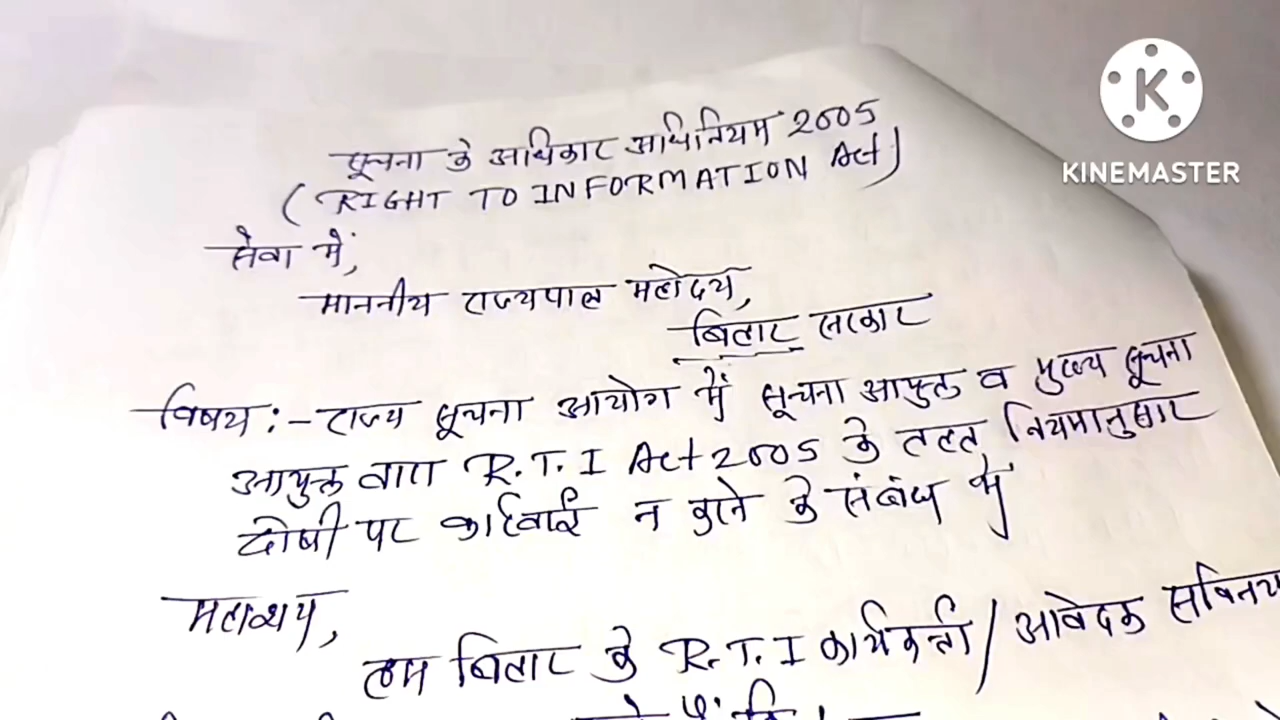 सूचना के अधिकार अधिनियम 2005
( RIGHT TO INFORMATION Act )
सेवा में,
माननीय राज्यपाल महोदय,
बिहार सरकार
विषय :- राज्य सूचना आयोग में सूचना आयुक्त व मुख्य सूचना
आयुक्त द्वारा R.T.I Act 2005 के तहत नियमानुसार
दोषी पर कार्रवाई न करने के संबंध में
महाशय,
हम बिहार के R.T.I कार्यकर्ता / आवेदक सविनय
K
KINEMASTER